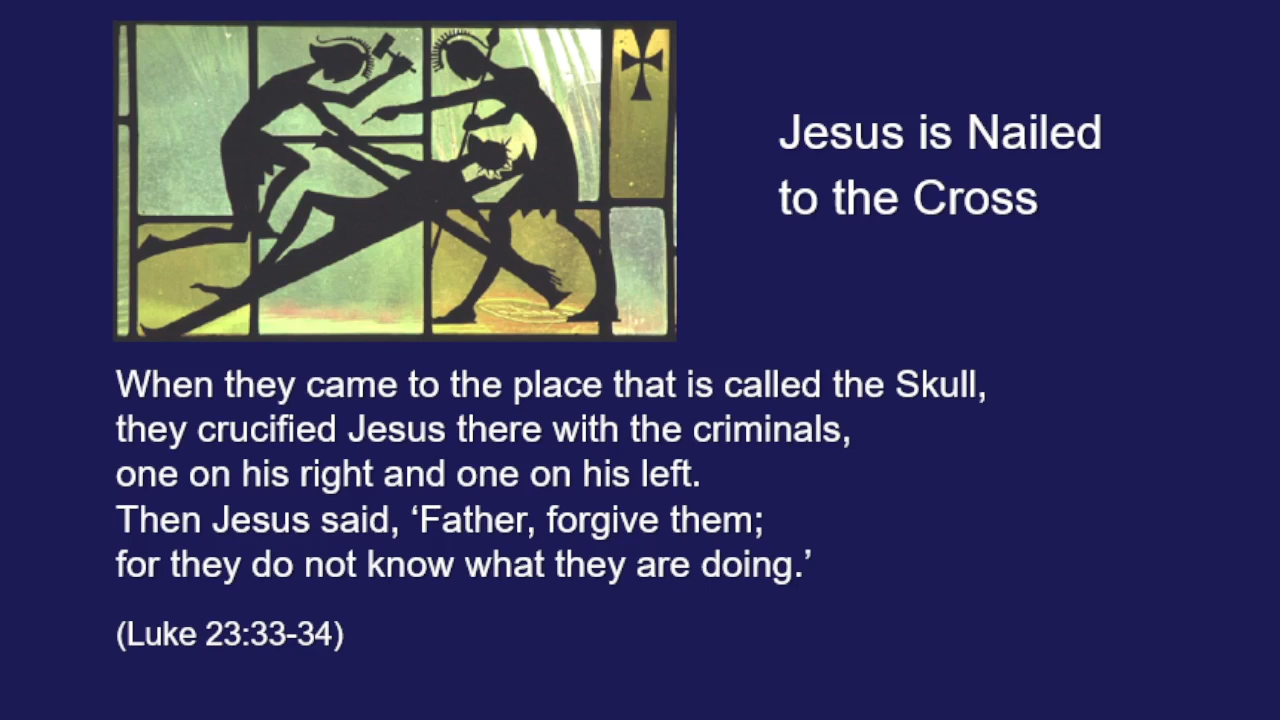 Jesus is Nailed
to the Cross
When they came to the place that is called the Skull,
they crucified Jesus there with the criminals,
one on his right and one on his left.
Then Jesus said, ‘Father, forgive them;
for they do not know what they are doing.’
(Luke 23:33-34)